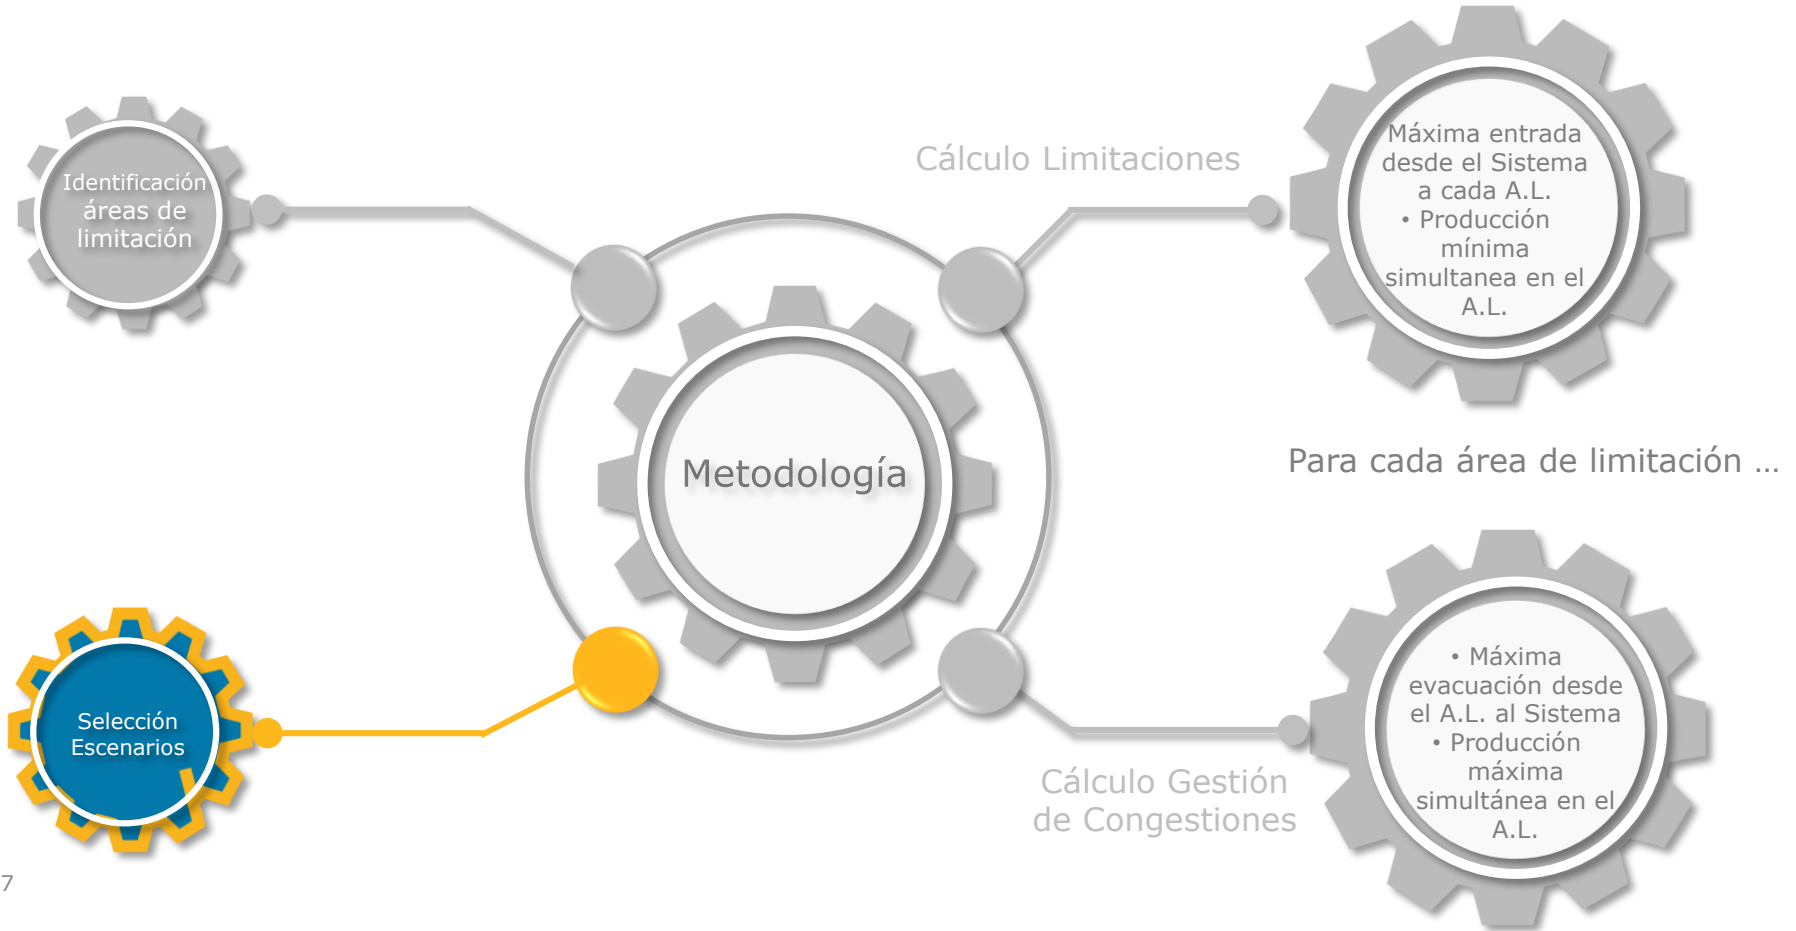 Identificación
áreas de
limitación
Cálculo Limitaciones
Máxima entrada
desde el Sistema
a cada A.L.
• Producción
mínima
simultanea en el
A.L.
Metodología
Para cada área de limitación ...
Selección
Escenarios
Cálculo Gestión
de Congestiones
• Máxima
evacuación desde
el A.L. al Sistema
• Producción
máxima
simultánea en el
A.L.
7